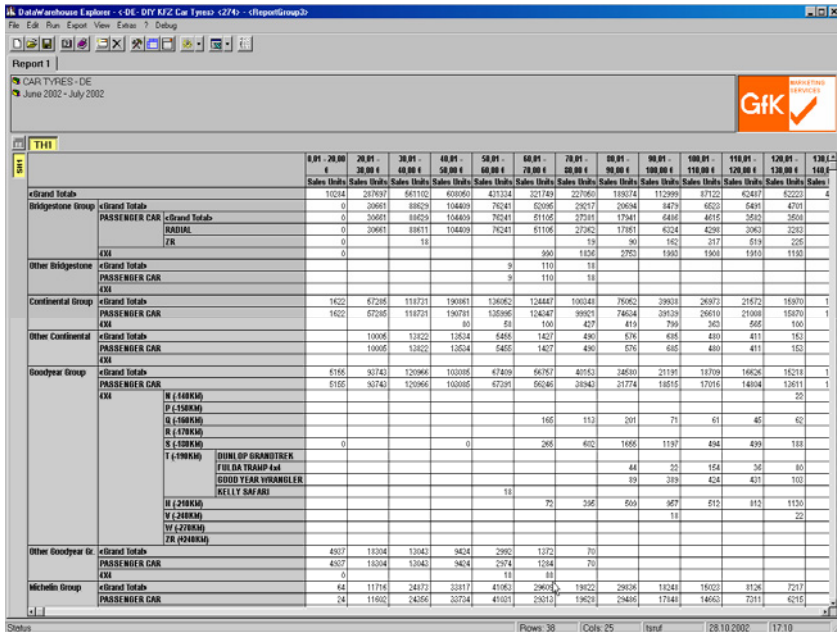 DataWarehouse Explorer - <-DE- DIY KFZ Car Tyres> <274> - <ReportGroup3>
File Edit Run Export View Extras ? Debug
Report 1
CAR TYRES - DE
June 2002 - July 2002
GfK MARKETING SERVICES
TH1
SH1
0,01 - 20,00 € 20,01 - 30,00 € 30,01 - 40,00 € 40,01 - 50,00 € 50,01 - 60,00 € 60,01 - 70,00 € 70,01 - 80,00 € 80,01 - 90,00 € 90,01 - 100,00 € 100,01 - 110,00 € 110,01 - 120,00 € 120,01 - 130,00 €
Sales Units Sales Units Sales Units Sales Units Sales Units Sales Units Sales Units Sales Units Sales Units Sales Units Sales Units Sales Units Sales
<Grand Total> 10284 287697 561102 608050 431334 321749 227050 189374 112999 87122 62487 52223
Bridgestone Group <Grand Total> 0 30661 88629 104409 76241 52095 29217 20694 8479 6523 5491 4701
PASSENGER CAR <Grand Total> 0 30661 88629 104409 76241 51105 27381 17941 6486 4615 3582 3508
RADIAL 0 30661 88611 104409 76241 51105 27362 17851 6324 4298 3063 3283
ZR 0 18 19 90 162 317 519 225
4X4 0 990 1836 2753 1993 1908 1910 1193
Other Bridgestone <Grand Total> 9 110 18
PASSENGER CAR 9 110 18
4X4
Continental Group <Grand Total> 1622 57285 118731 190861 136052 124447 100348 75052 39938 26973 21572 15970
PASSENGER CAR 1622 57285 118731 190781 135995 124347 99921 74634 39139 26610 21008 15870
4X4 80 58 100 427 419 799 363 565 100
Other Continental <Grand Total> 10005 13822 13534 5455 1427 490 576 685 480 411 153
PASSENGER CAR 10005 13822 13534 5455 1427 490 576 685 480 411 153
4X4
Goodyear Group <Grand Total> 5155 93743 120966 103085 67409 56757 40153 34580 21191 18709 16626 15218
PASSENGER CAR 5155 93743 120966 103085 67391 56246 38943 31774 18515 17016 14804 13611
4X4 N (-140KM) 22
P (-150KM)
Q (-160KM) 165 113 201 71 61 45 62
R (-170KM)
S (-180KM) 0 0 265 602 1655 1197 494 499 188
T (-190KM) DUNLOP GRANDTREK
FULDA TRAMP 4x4 44 22 154 36 80
GOOD YEAR WRANGLER 89 389 424 431 103
KELLY SAFARI 18
H (-210KM) 72 395 509 957 512 812 1130
V (-240KM) 18 22
W (-270KM)
ZR (+240KM)
Other Goodyear Gr. <Grand Total> 4937 18304 13043 9424 2992 1372 70
PASSENGER CAR 4937 18304 13043 9424 2974 1284 70
4X4 0 18 88
Michelin Group <Grand Total> 64 11716 24873 33817 41053 29609 19822 29836 18248 15023 8126 7217
PASSENGER CAR 24 11602 24356 33734 41031 29313 19628 29486 17848 14663 7311 6215
Status Rows: 38 Cols: 25 tsruf 28.10.2002 17:10